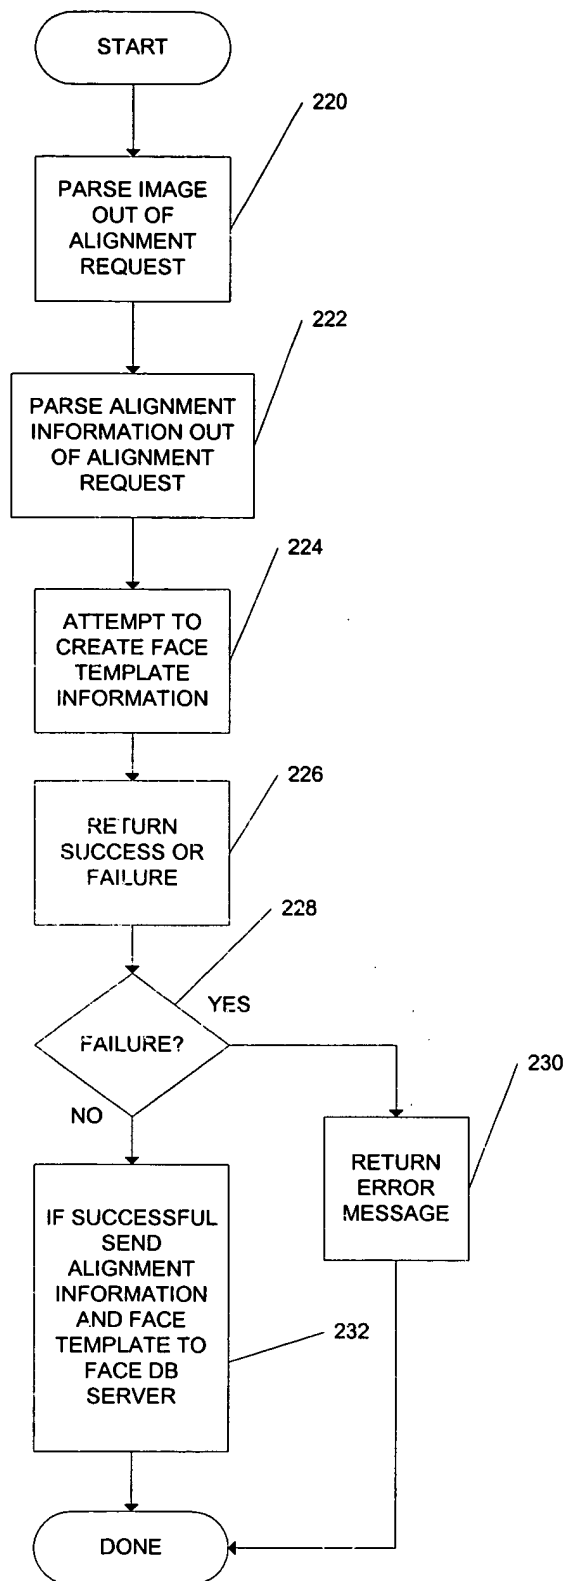 START
220
PARSE IMAGE
OUT OF
ALIGNMENT
REQUEST
222
PARSE ALIGNMENT
INFORMATION OUT
OF ALIGNMENT
REQUEST
224
ATTEMPT TO
CREATE FACE
TEMPLATE
INFORMATION
226
RETURN
SUCCESS OR
FAILURE
228
YES
FAILURE?
NO
230
RETURN
ERROR
MESSAGE
IF SUCCESSFUL
SEND
ALIGNMENT
INFORMATION
AND FACE
TEMPLATE TO
FACE DB
SERVER
232
DONE